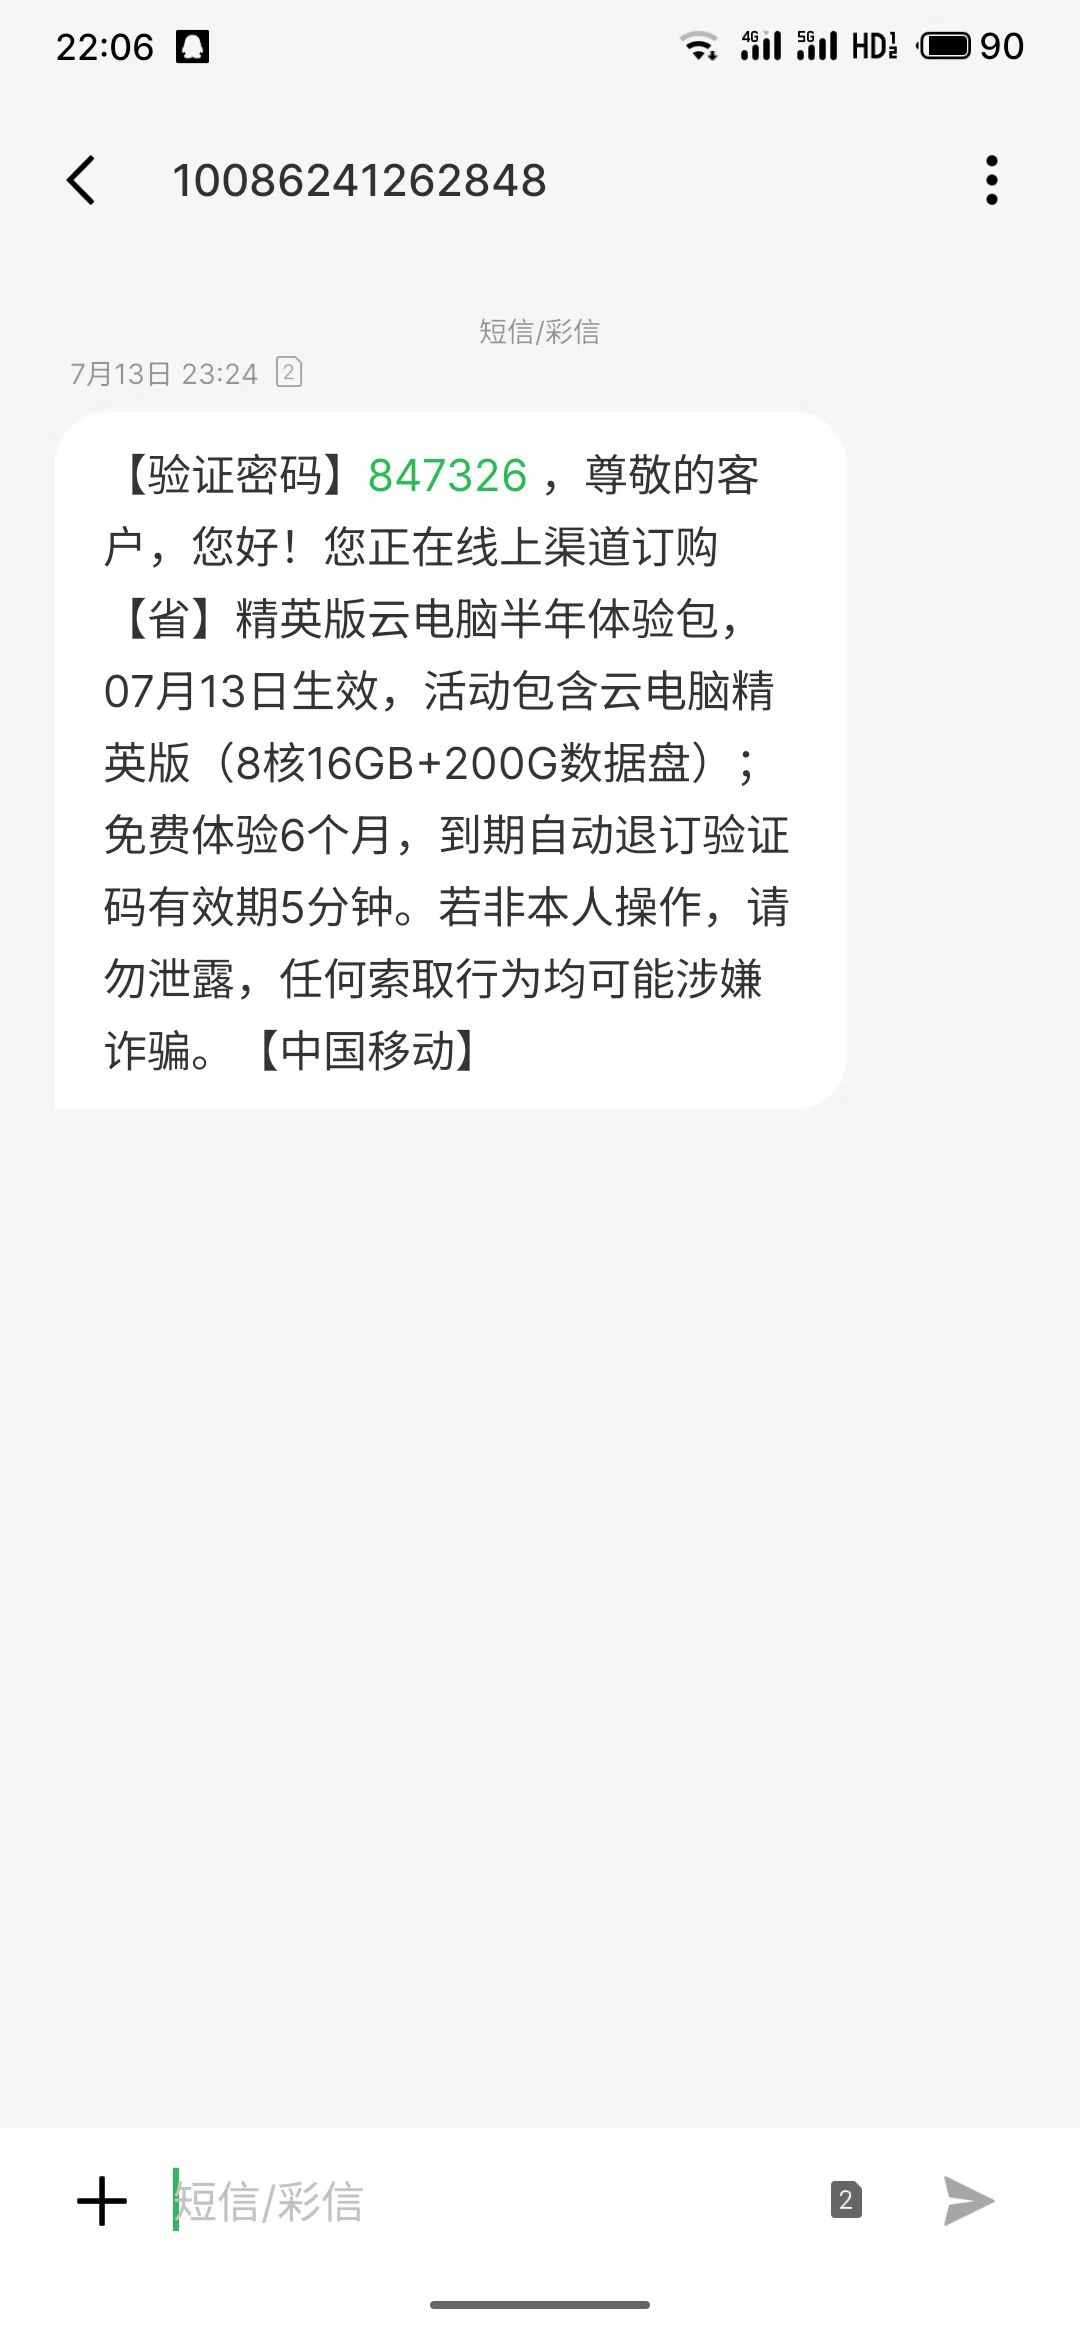 22:06 4G 5G HD 1 2 90
10086241262848
短信/彩信
7月13日 23:24 2
【验证密码】847326 ，尊敬的客
户，您好！您正在线上渠道订购
【省】精英版云电脑半年体验包，
07月13日生效，活动包含云电脑精
英版（8核16GB+200G数据盘）；
免费体验6个月，到期自动退订验证
码有效期5分钟。若非本人操作，请
勿泄露，任何索取行为均可能涉嫌
诈骗。【中国移动】
短信/彩信 2